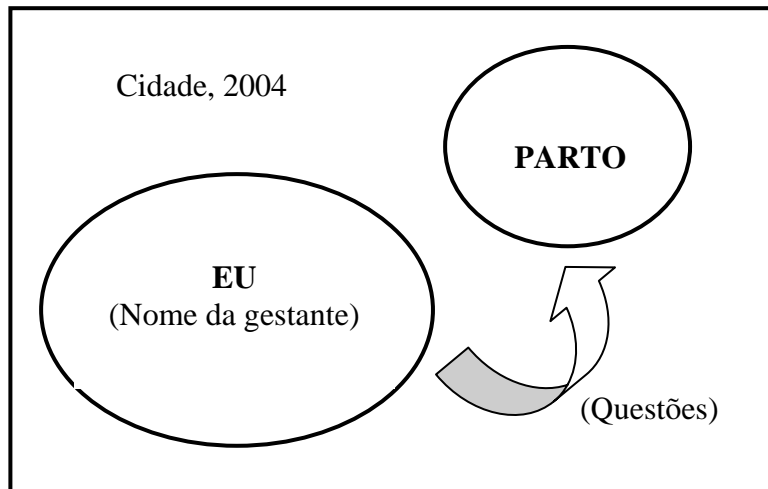 Cidade, 2004
PARTO
EU
(Nome da gestante)
(Questões)